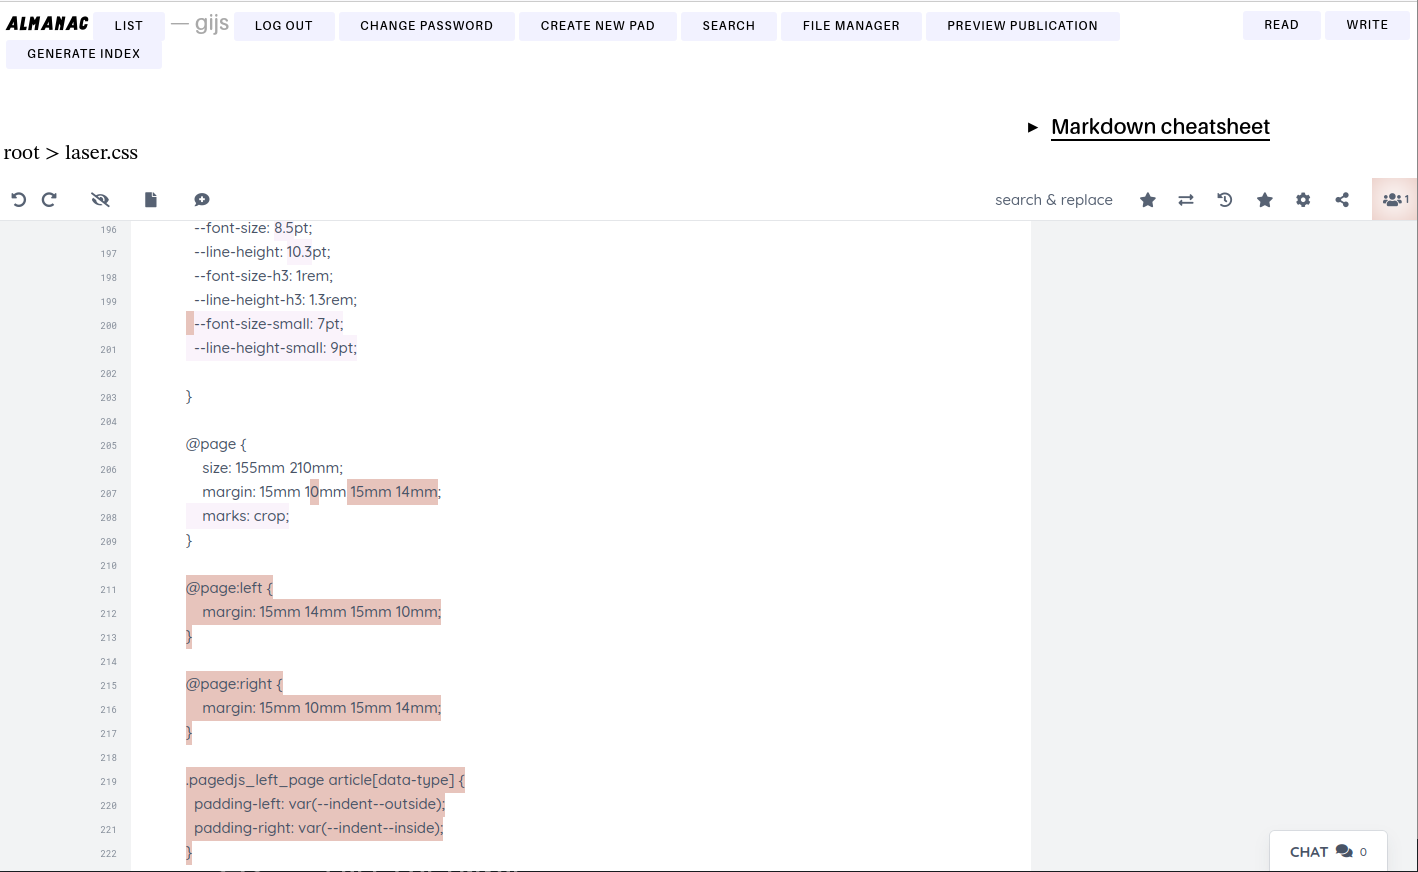 ALMANAC LIST — gijs LOG OUT CHANGE PASSWORD CREATE NEW PAD SEARCH FILE MANAGER PREVIEW PUBLICATION READ WRITE
GENERATE INDEX
▸ Markdown cheatsheet
root > laser.css
search & replace 1
196 --font-size: 8.5pt;
197 --line-height: 10.3pt;
198 --font-size-h3: 1rem;
199 --line-height-h3: 1.3rem;
200 --font-size-small: 7pt;
201 --line-height-small: 9pt;
202
203 }
204
205 @page {
206 size: 155mm 210mm;
207 margin: 15mm 10mm 15mm 14mm;
208 marks: crop;
209 }
210
211 @page:left {
212 margin: 15mm 14mm 15mm 10mm;
213 }
214
215 @page:right {
216 margin: 15mm 10mm 15mm 14mm;
217 }
218
219 .pagedjs_left_page article[data-type] {
220 padding-left: var(--indent--outside);
221 padding-right: var(--indent--inside);
222 }
CHAT 0